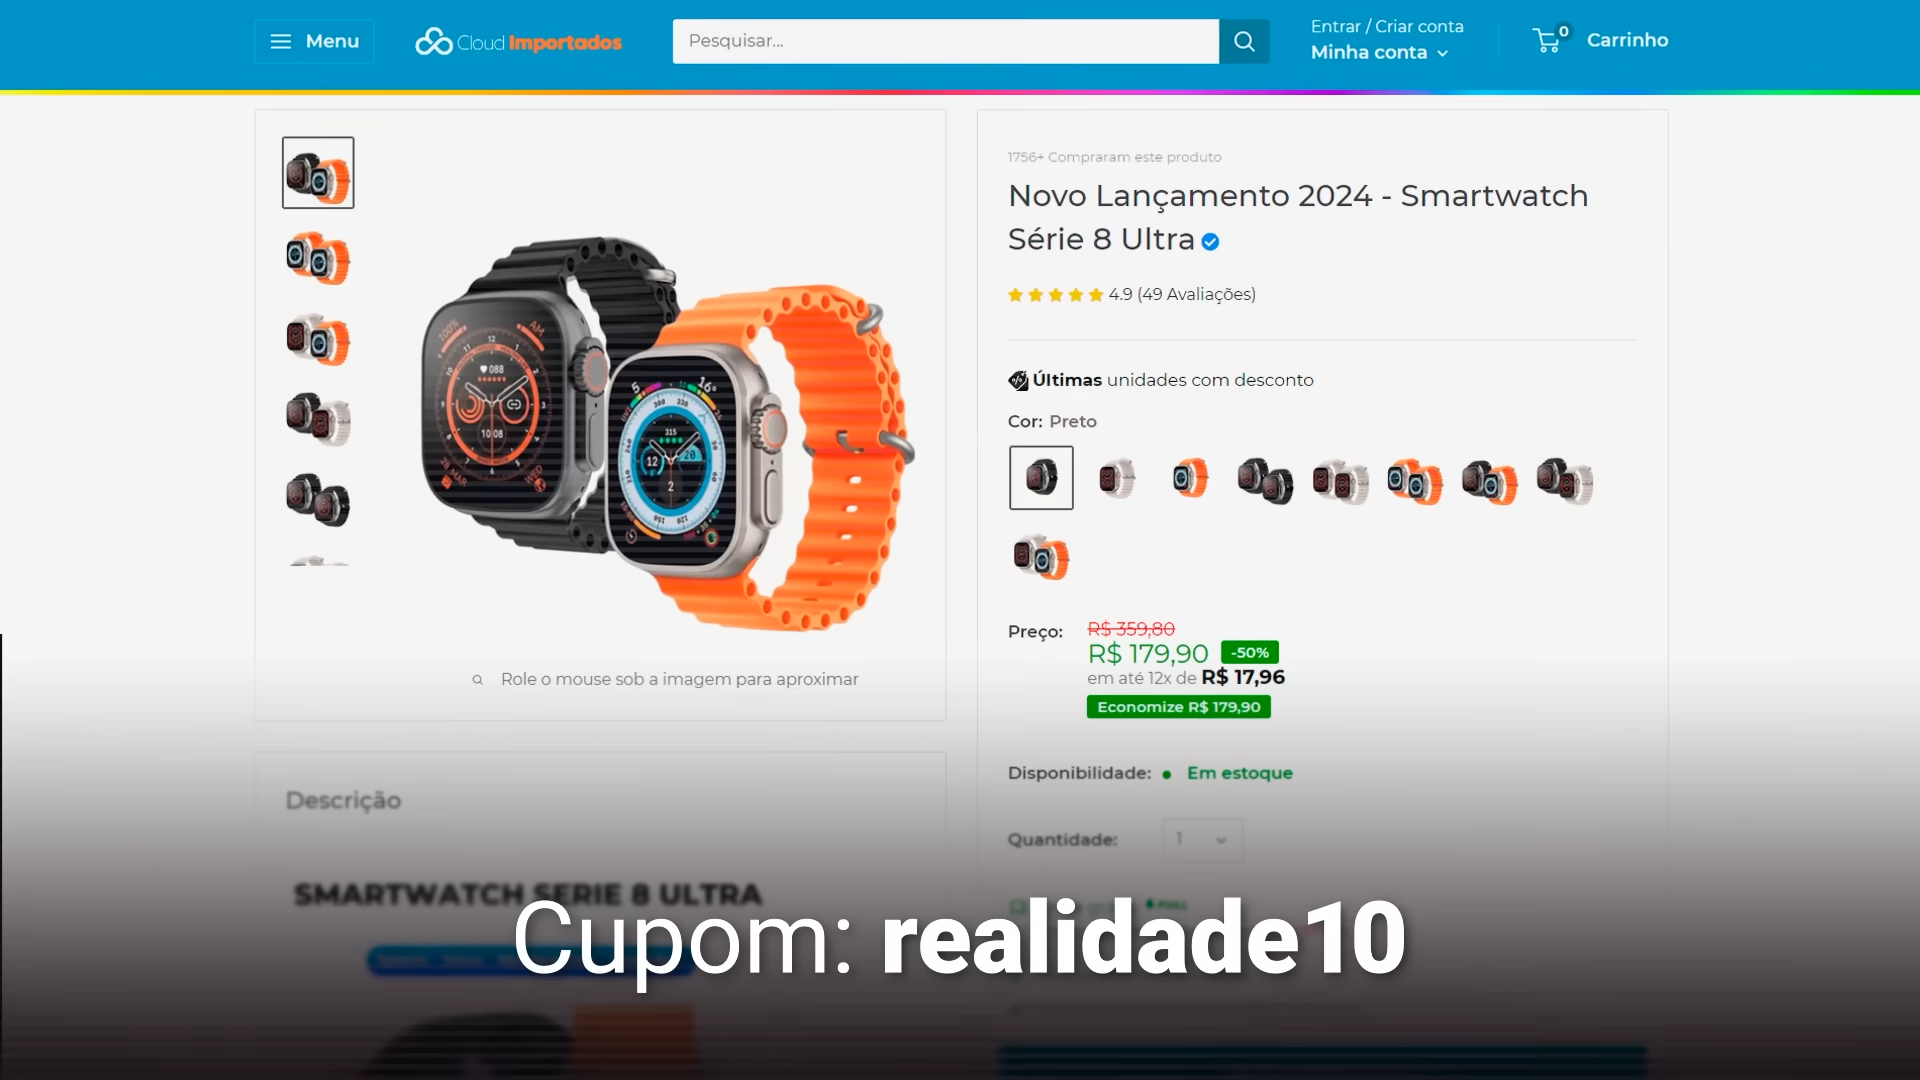 Menu
Cloud Importados
Pesquisar...
Entrar / Criar conta
Minha conta
0
Carrinho
1756+ Compraram este produto
Novo Lançamento 2024 - Smartwatch
Série 8 Ultra
4.9 (49 Avaliações)
Últimas unidades com desconto
Cor: Preto
Role o mouse sob a imagem para aproximar
Preço:
R$ 359,80
R$ 179,90 -50%
em até 12x de R$ 17,96
Economize R$ 179,90
Disponibilidade: Em estoque
Descrição
Quantidade: 1
SMARTWATCH SERIE 8 ULTRA
Cupom: realidade10